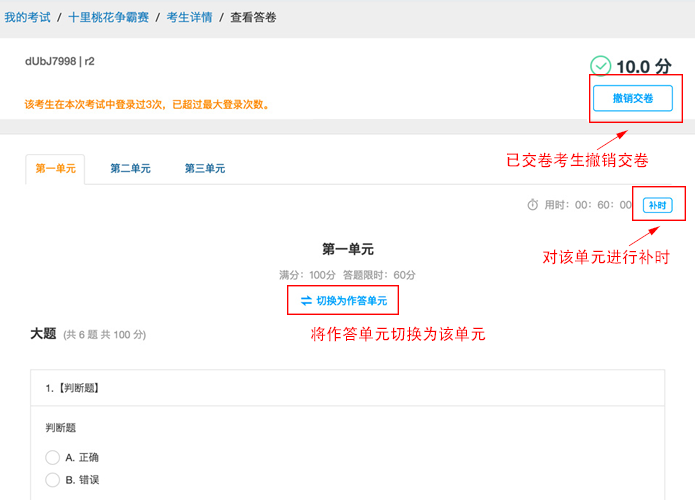 我的考试 / 十里桃花争霸赛 / 考生详情 / 查看答卷
dUbJ7998 | r2
10.0 分
该考生在本次考试中登录过3次，已超过最大登录次数。
撤销交卷
已交卷考生撤销交卷
第一单元 第二单元 第三单元
用时：00：60：00 补时
对该单元进行补时
第一单元
满分：100分 答题限时：60分
切换为作答单元
将作答单元切换为该单元
大题 (共 6 题 共 100 分)
1.【判断题】
判断题
A. 正确
B. 错误